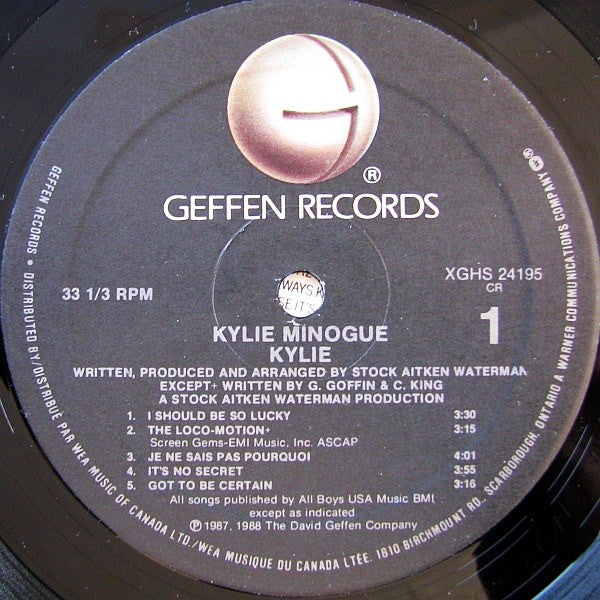 ®
GEFFEN RECORDS
33 1/3 RPM
XGHS 24195
CR
1
WAYS
SE IT'S
KYLIE MINOGUE
KYLIE
WRITTEN, PRODUCED AND ARRANGED BY STOCK AITKEN WATERMAN
EXCEPT+ WRITTEN BY G. GOFFIN & C. KING
A STOCK AITKEN WATERMAN PRODUCTION
1. I SHOULD BE SO LUCKY 3:30
2. THE LOCO-MOTION+ 3:15
Screen Gems-EMI Music, Inc. ASCAP
3. JE NE SAIS PAS POURQUOI 4:01
4. IT'S NO SECRET 3:55
5. GOT TO BE CERTAIN 3:16
All songs published by All Boys USA Music BMI
except as indicated
℗ 1987, 1988 The David Geffen Company
GEFFEN RECORDS • DISTRIBUTED BY/DISTRIBUÉ PAR WEA MUSIC OF CANADA LTD./WEA MUSIQUE DU CANADA LTÉE. 1810 BIRCHMOUNT RD. SCARBOROUGH, ONTARIO A WARNER COMMUNICATIONS COMPANY